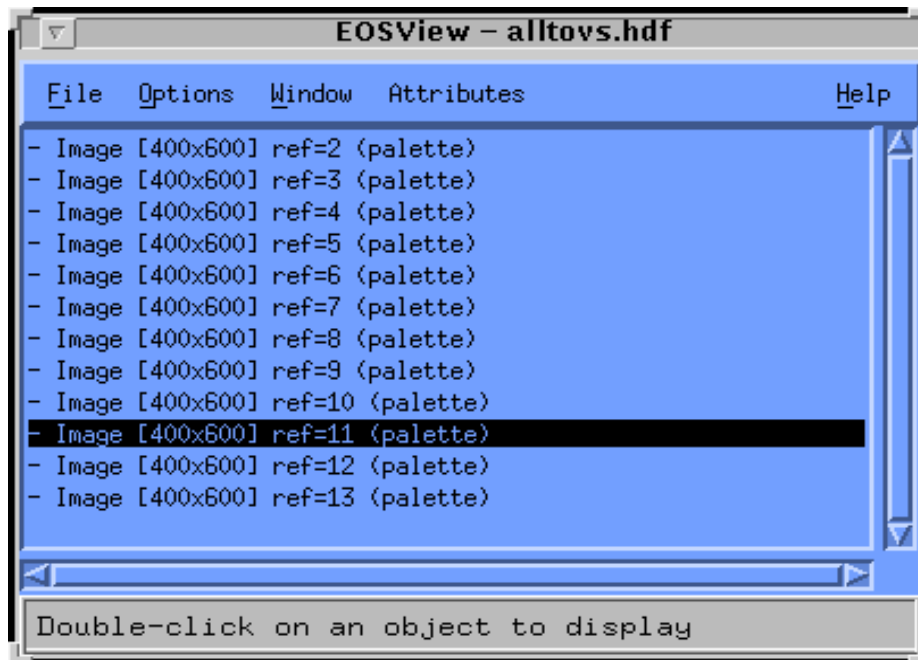 EOSView – alltovs.hdf
File Options Window Attributes Help
- Image [400x600] ref=2 (palette)
- Image [400x600] ref=3 (palette)
- Image [400x600] ref=4 (palette)
- Image [400x600] ref=5 (palette)
- Image [400x600] ref=6 (palette)
- Image [400x600] ref=7 (palette)
- Image [400x600] ref=8 (palette)
- Image [400x600] ref=9 (palette)
- Image [400x600] ref=10 (palette)
- Image [400x600] ref=11 (palette)
- Image [400x600] ref=12 (palette)
- Image [400x600] ref=13 (palette)
Double-click on an object to display